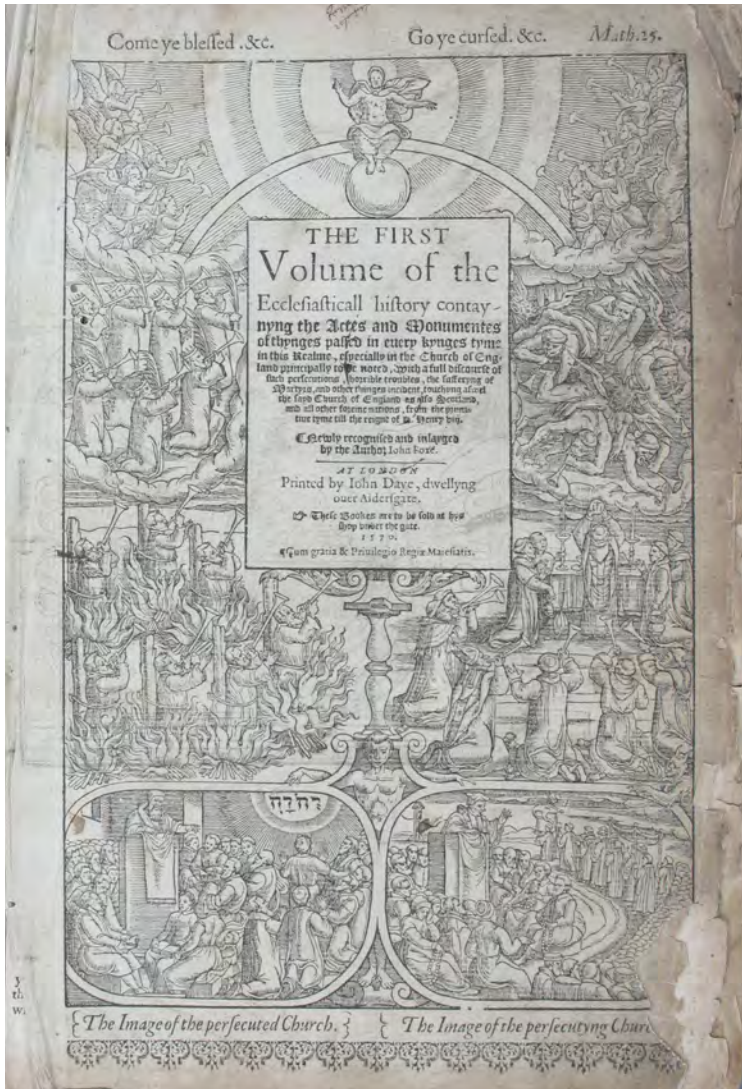 Come ye bleſſed .&c.
Go ye curſed. &c. Math.25.
THE FIRST
Volume of the
Eccleſiaſticall hiſtory contay-
nyng the Actes and Monumentes
of thynges paſſed in euery kynges tyme
in this Realme, eſpecially in the Church of Eng-
land principally to be noted, with a full diſcourſe of
ſuch perſecutions, horrible troubles, the ſufferyng of
Martyrs, and other thinges incident, touchyng aſwel
the ſayd Church of England as alſo Scotland,
and all other foreine nations, from the primi-
tiue tyme till the reigne of K. Henry viij.
¶ Newly recogniſed and inlarged
by the Author Iohn Foxe.
AT LONDON
Printed by Iohn Daye, dwellyng
ouer Alderſgate.
☞ Theſe Bookes are to be ſold at hys
ſhop vnder the gate.
1570.
¶ Cum gratia & Priuilegio Regiæ Maieſtatis.
{The Image of the perſecuted Church.}
{ The Image of the perſecutyng Churc